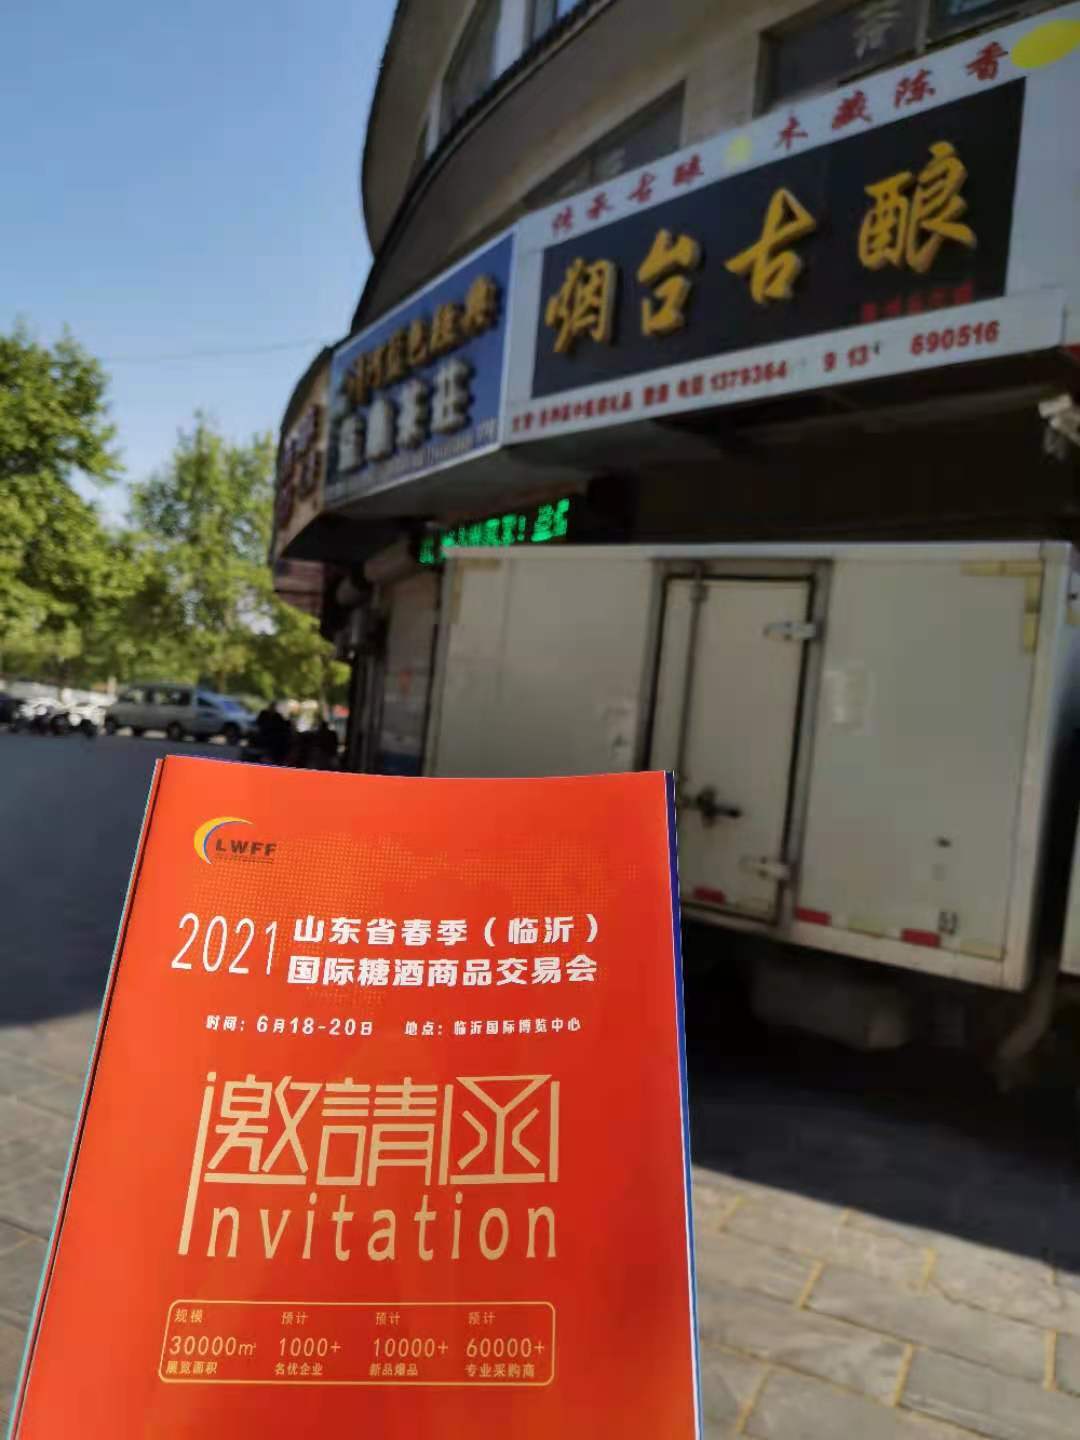 传承古酿 木藏陈香
烟台古酿
690516
LWFF
2021 山东省春季（临沂）
国际糖酒商品交易会
时间：6月18-20日 地点：临沂国际博览中心
邀請函
Invitation
规模 预计 预计 预计
30000㎡ 1000+ 10000+ 60000+
展览面积 名优企业 新品爆品 专业采购商